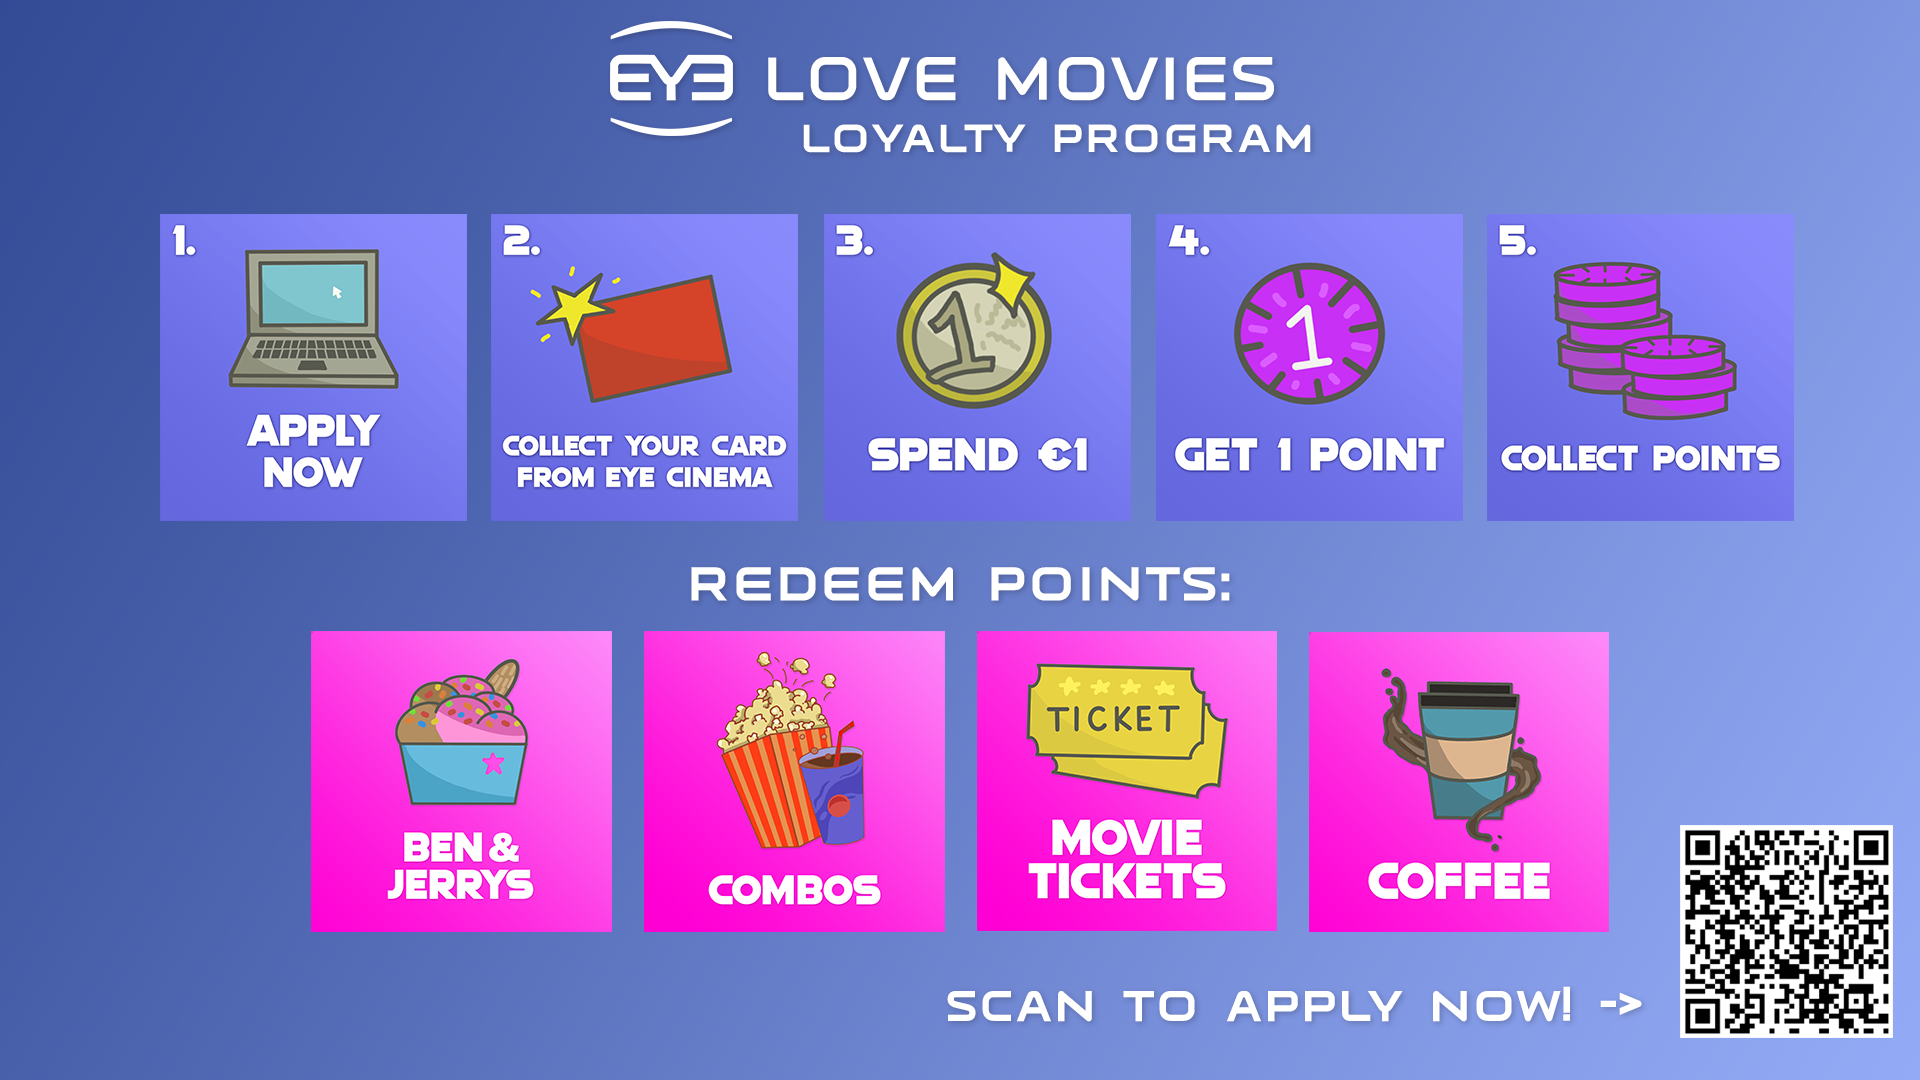 EYE LOVE MOVIES
LOYALTY PROGRAM
1.
APPLY
NOW
2.
COLLECT YOUR CARD
FROM EYE CINEMA
3.
1
SPEND €1
4.
1
GET 1 POINT
5.
COLLECT POINTS
REDEEM POINTS:
BEN &
JERRYS
COMBOS
TICKET
MOVIE
TICKETS
COFFEE
SCAN TO APPLY NOW! ->